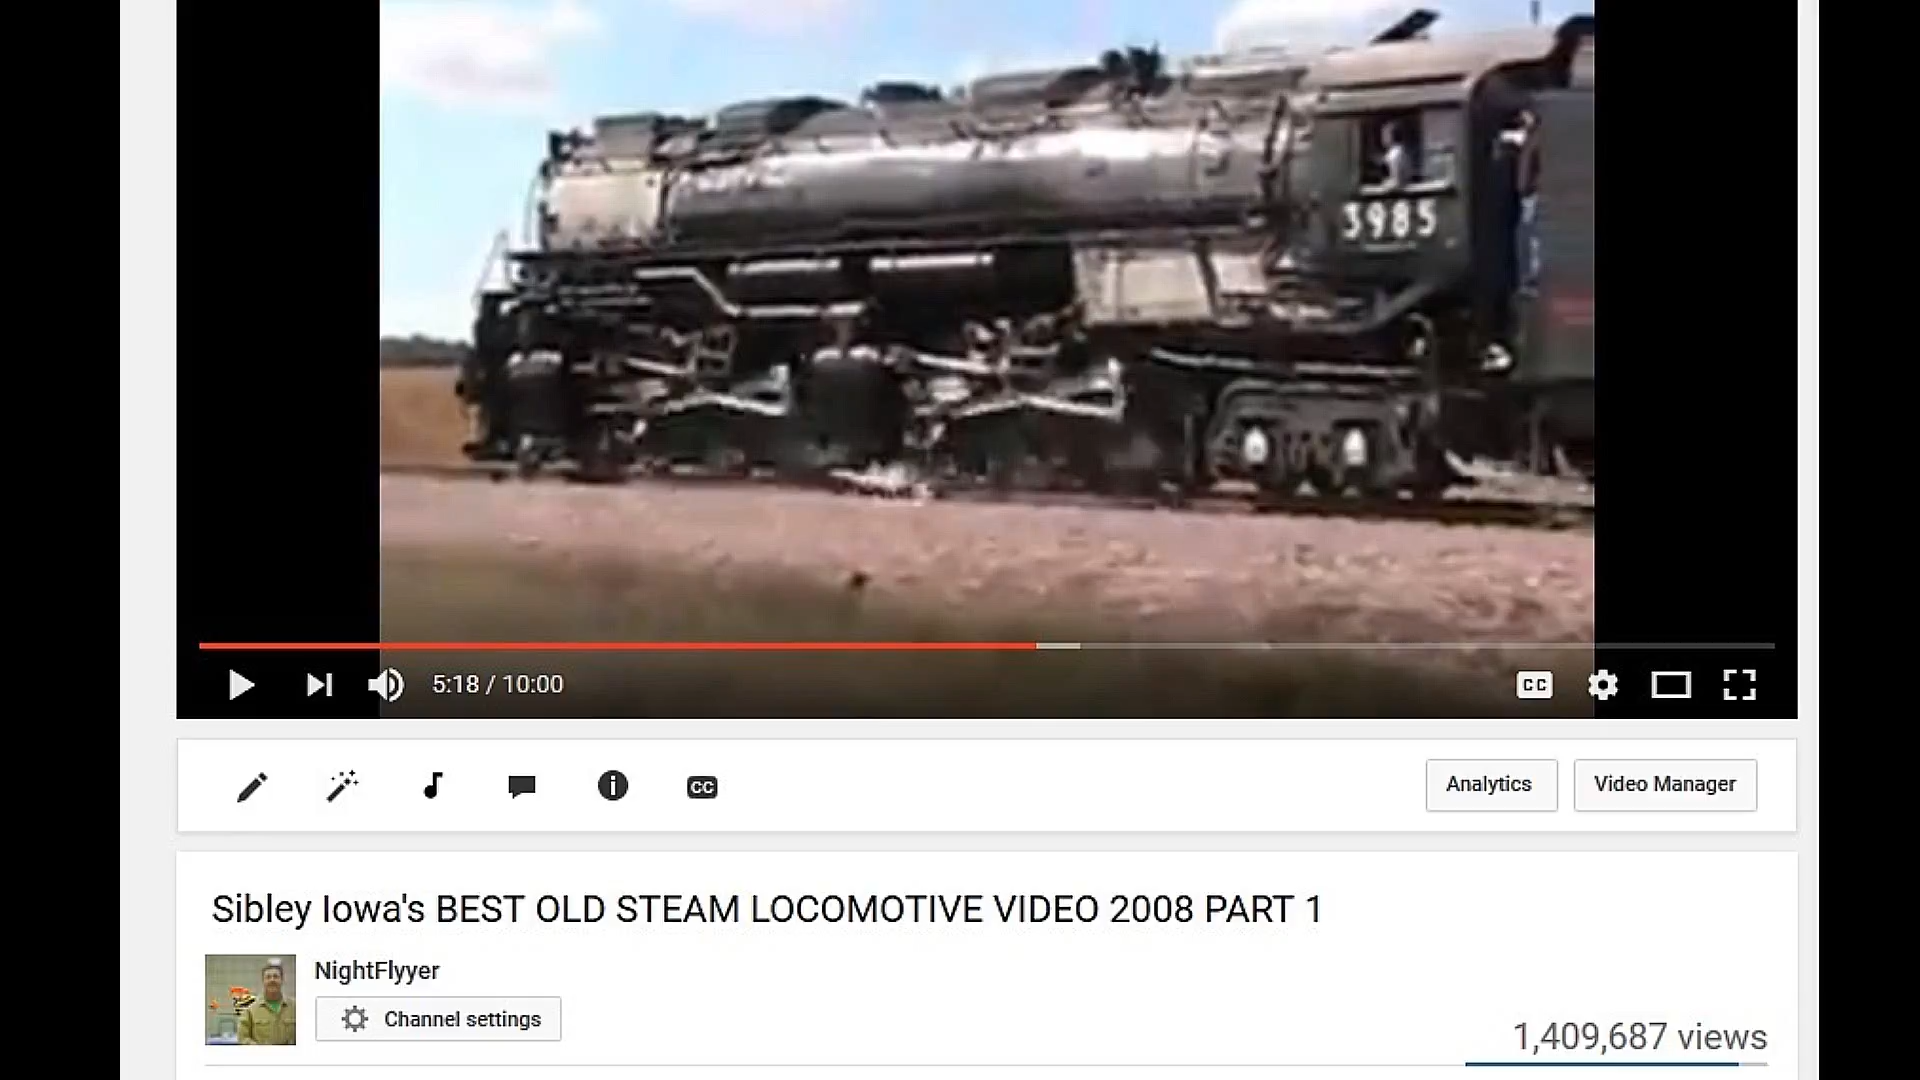 3985
5:18 / 10:00
CC
CC
Analytics
Video Manager
Sibley Iowa's BEST OLD STEAM LOCOMOTIVE VIDEO 2008 PART 1
NightFlyyer
Channel settings
1,409,687 views